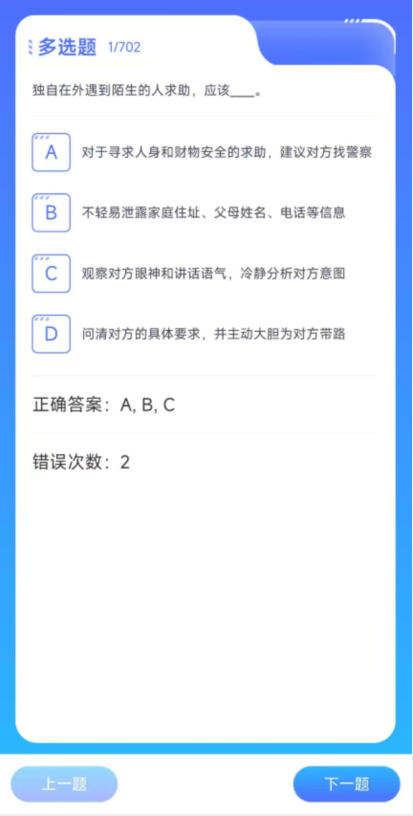 多选题 1/702
独自在外遇到陌生的人求助，应该____。
A 对于寻求人身和财物安全的求助，建议对方找警察
B 不轻易泄露家庭住址、父母姓名、电话等信息
C 观察对方眼神和讲话语气，冷静分析对方意图
D 问清对方的具体要求，并主动大胆为对方带路
正确答案：A, B, C
错误次数：2
上一题 下一题